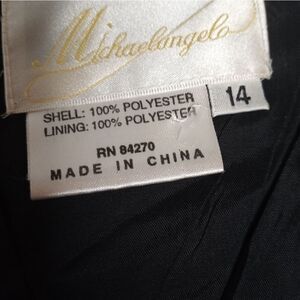 Michaelangelo
SHELL: 100% POLYESTER
LINING: 100% POLYESTER
14
RN 84270
MADE IN CHINA